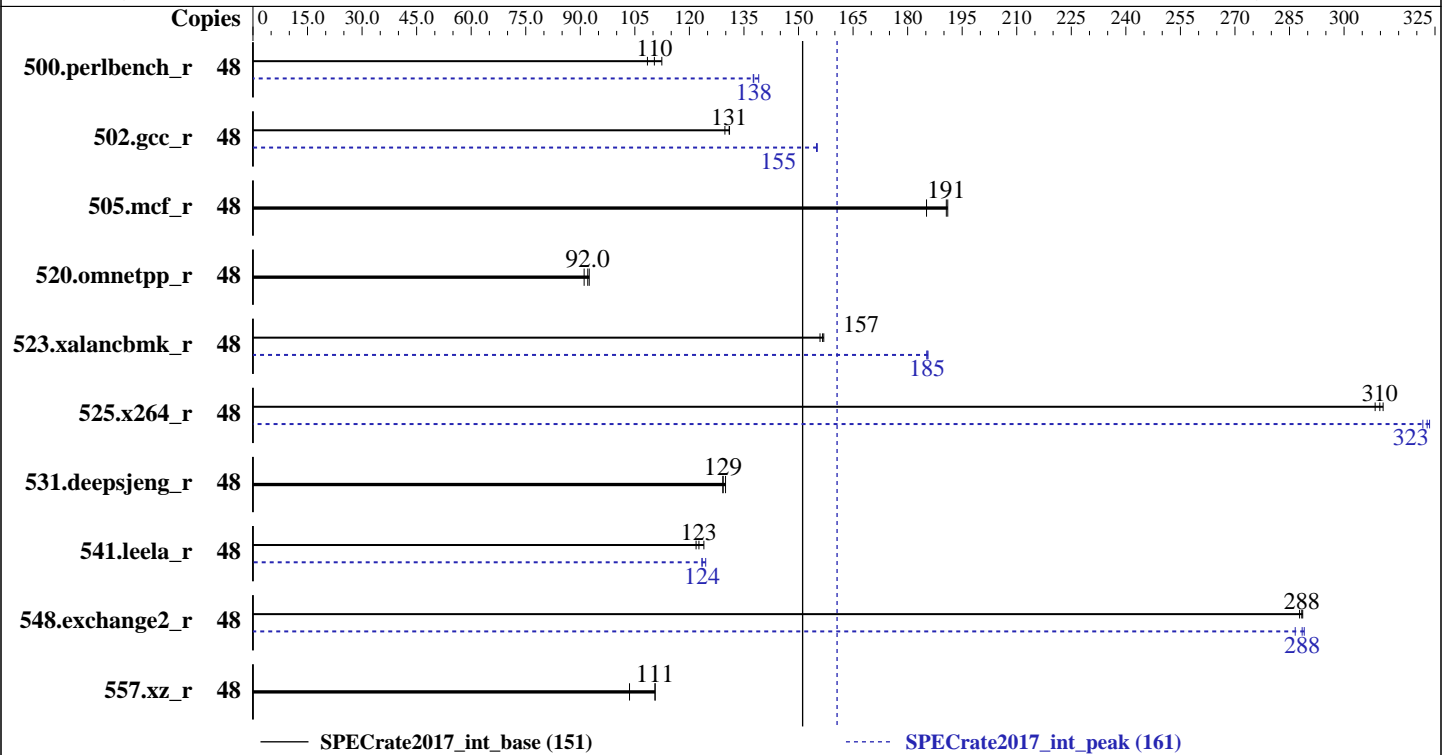 Copies 0 15.0 30.0 45.0 60.0 75.0 90.0 105 120 135 150 165 180 195 210 225 240 255 270 285 300 325
110
500.perlbench_r 48
138
131
502.gcc_r 48
155
191
505.mcf_r 48
92.0
520.omnetpp_r 48
157
523.xalancbmk_r 48
185
310
525.x264_r 48
323
129
531.deepsjeng_r 48
123
541.leela_r 48
124
288
548.exchange2_r 48
288
111
557.xz_r 48
SPECrate2017_int_base (151) SPECrate2017_int_peak (161)